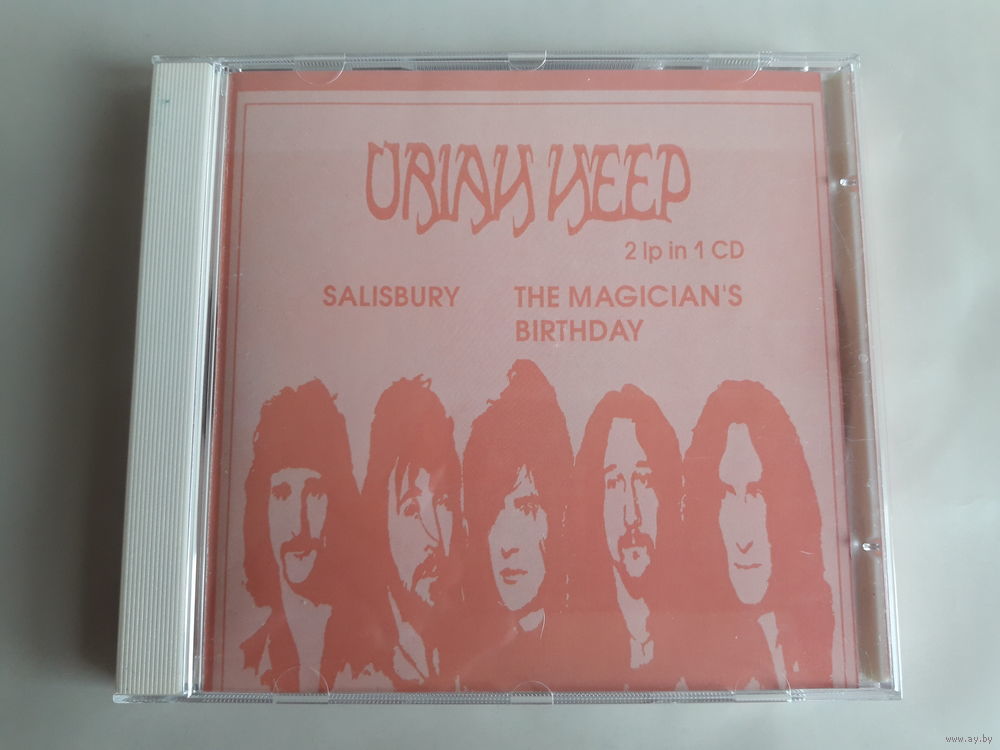 URIAH HEEP
2 lp in 1 CD
SALISBURY
THE MAGICIAN'S
BIRTHDAY
www.ay.by